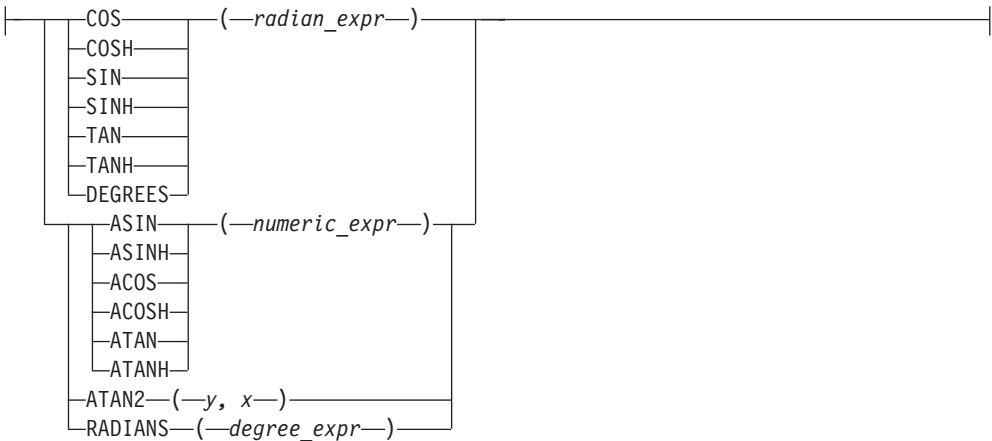 COS ( radian_expr )
COSH
SIN
SINH
TAN
TANH
DEGREES
ASIN ( numeric_expr )
ASINH
ACOS
ACOSH
ATAN
ATANH
ATAN2 ( y, x )
RADIANS ( degree_expr )